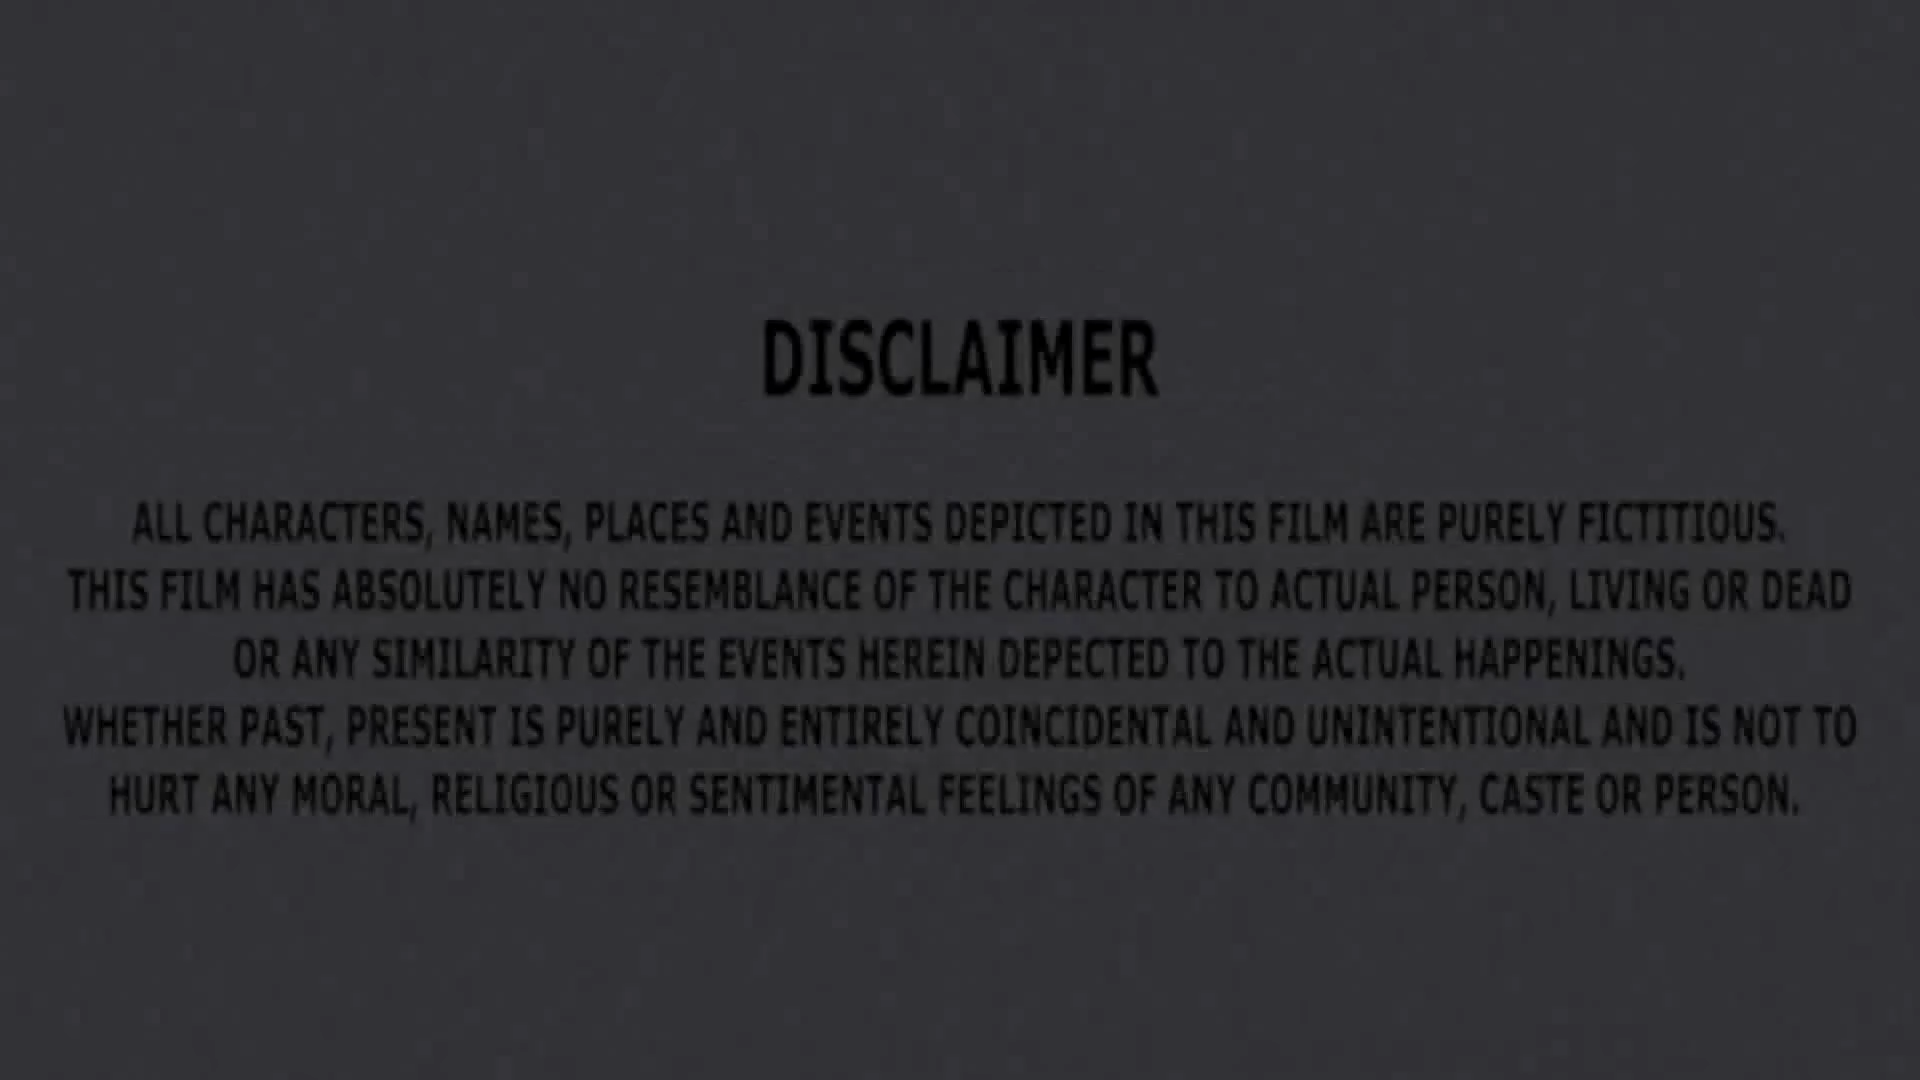 DISCLAIMER
ALL CHARACTERS, NAMES, PLACES AND EVENTS DEPICTED IN THIS FILM ARE PURELY FICTITIOUS.
THIS FILM HAS ABSOLUTELY NO RESEMBLANCE OF THE CHARACTER TO ACTUAL PERSON, LIVING OR DEAD
OR ANY SIMILARITY OF THE EVENTS HEREIN DEPECTED TO THE ACTUAL HAPPENINGS.
WHETHER PAST, PRESENT IS PURELY AND ENTIRELY COINCIDENTAL AND UNINTENTIONAL AND IS NOT TO
HURT ANY MORAL, RELIGIOUS OR SENTIMENTAL FEELINGS OF ANY COMMUNITY, CASTE OR PERSON.